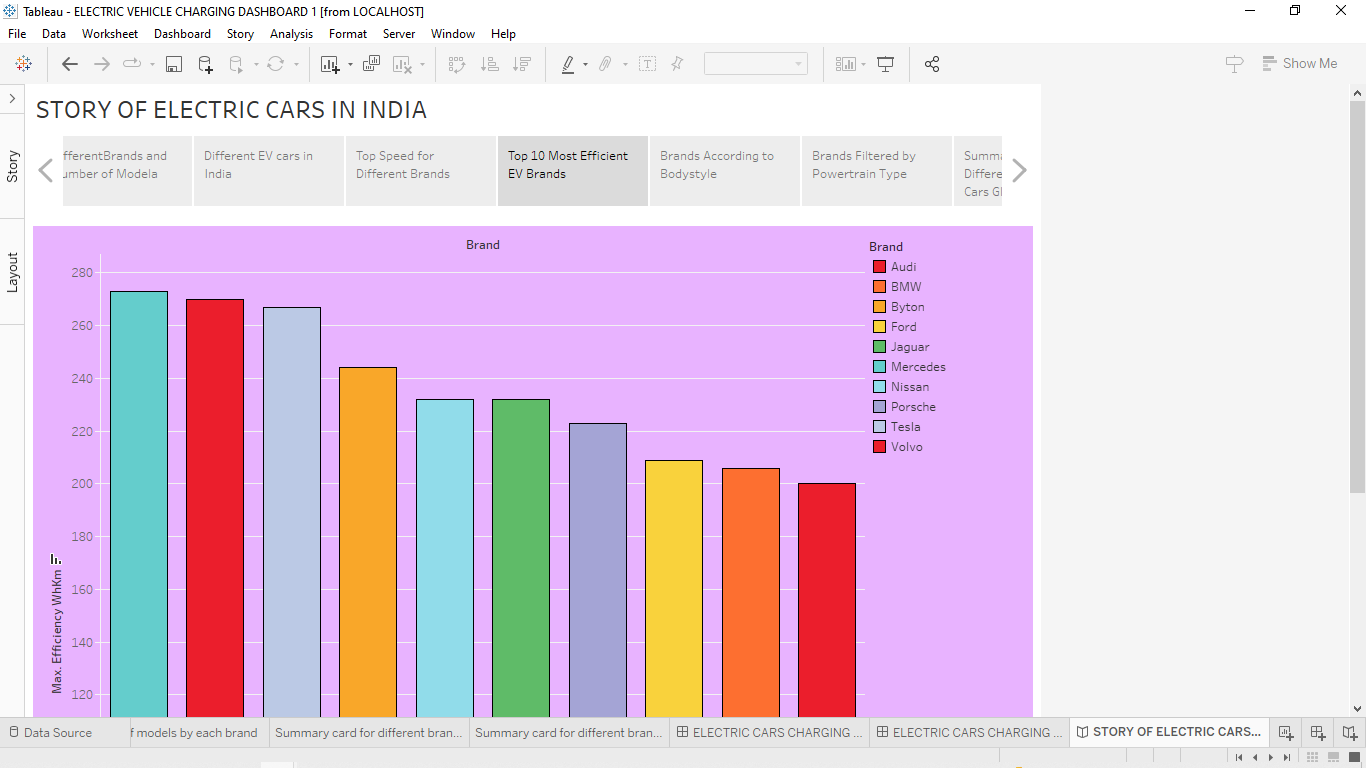 Tableau - ELECTRIC VEHICLE CHARGING DASHBOARD 1 [from LOCALHOST]
File Data Worksheet Dashboard Story Analysis Format Server Window Help
Show Me
Story
Layout
STORY OF ELECTRIC CARS IN INDIA
fferentBrands and
umber of Modela
Different EV cars in
India
Top Speed for
Different Brands
Top 10 Most Efficient
EV Brands
Brands According to
Bodystyle
Brands Filtered by
Powertrain Type
Summa
Differe
Cars Gl
Brand
280
260
240
220
200
180
160
140
120
Max. Efficiency WhKm
Brand
Audi
BMW
Byton
Ford
Jaguar
Mercedes
Nissan
Porsche
Tesla
Volvo
Data Source
f models by each brand
Summary card for different bran...
Summary card for different bran...
ELECTRIC CARS CHARGING ...
ELECTRIC CARS CHARGING ...
STORY OF ELECTRIC CARS...